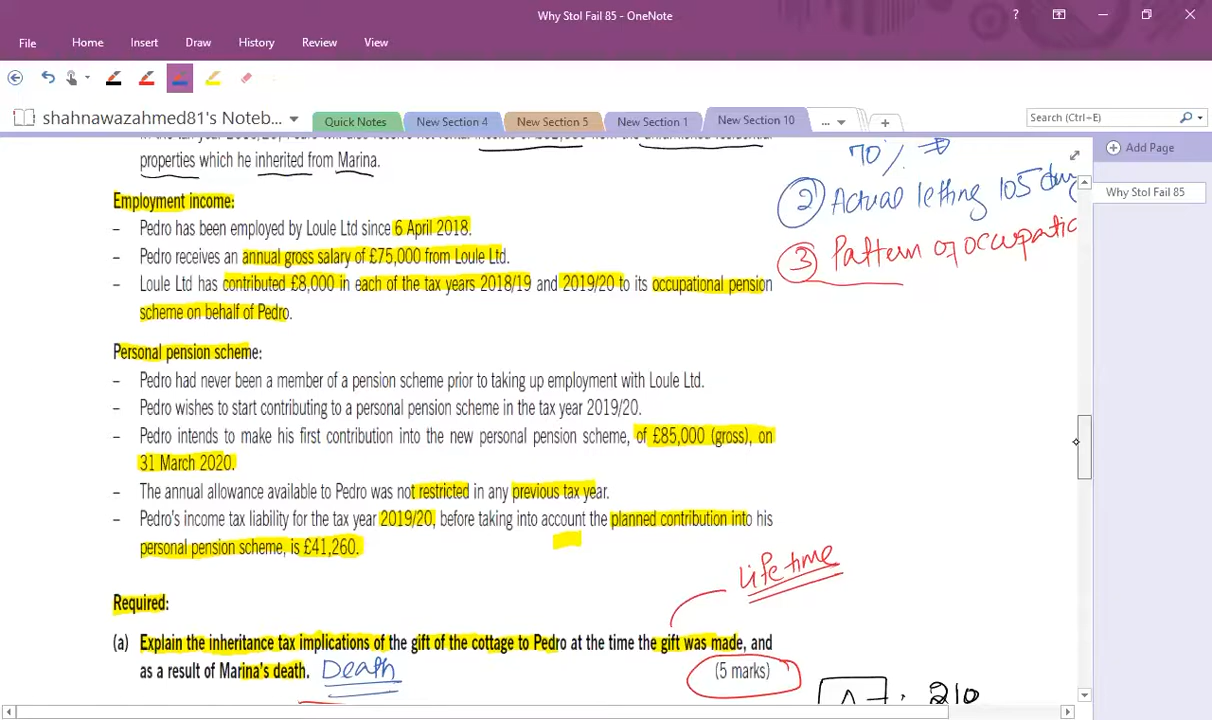 Why Stol Fail 85 - OneNote
?
File
Home
Insert
Draw
History
Review
View
shahnawazahmed81's Noteb...
Quick Notes
New Section 4
New Section 5
New Section 1
New Section 10
...
+
Search (Ctrl+E)
Add Page
Why Stol Fail 85
properties which he inherited from Marina.
70%
Employment income:
② Actual letting 105
– Pedro has been employed by Loule Ltd since 6 April 2018.
③ Pattern of
– Pedro receives an annual gross salary of £75,000 from Loule Ltd.
– Loule Ltd has contributed £8,000 in each of the tax years 2018/19 and 2019/20 to its occupational pension
scheme on behalf of Pedro.
Personal pension scheme:
– Pedro had never been a member of a pension scheme prior to taking up employment with Loule Ltd.
– Pedro wishes to start contributing to a personal pension scheme in the tax year 2019/20.
– Pedro intends to make his first contribution into the new personal pension scheme, of £85,000 (gross), on
31 March 2020.
– The annual allowance available to Pedro was not restricted in any previous tax year.
– Pedro's income tax liability for the tax year 2019/20, before taking into account the planned contribution into his
personal pension scheme, is £41,260.
Lifetime
Required:
(a) Explain the inheritance tax implications of the gift of the cottage to Pedro at the time the gift was made, and
as a result of Marina's death. Death
(5 marks)
210